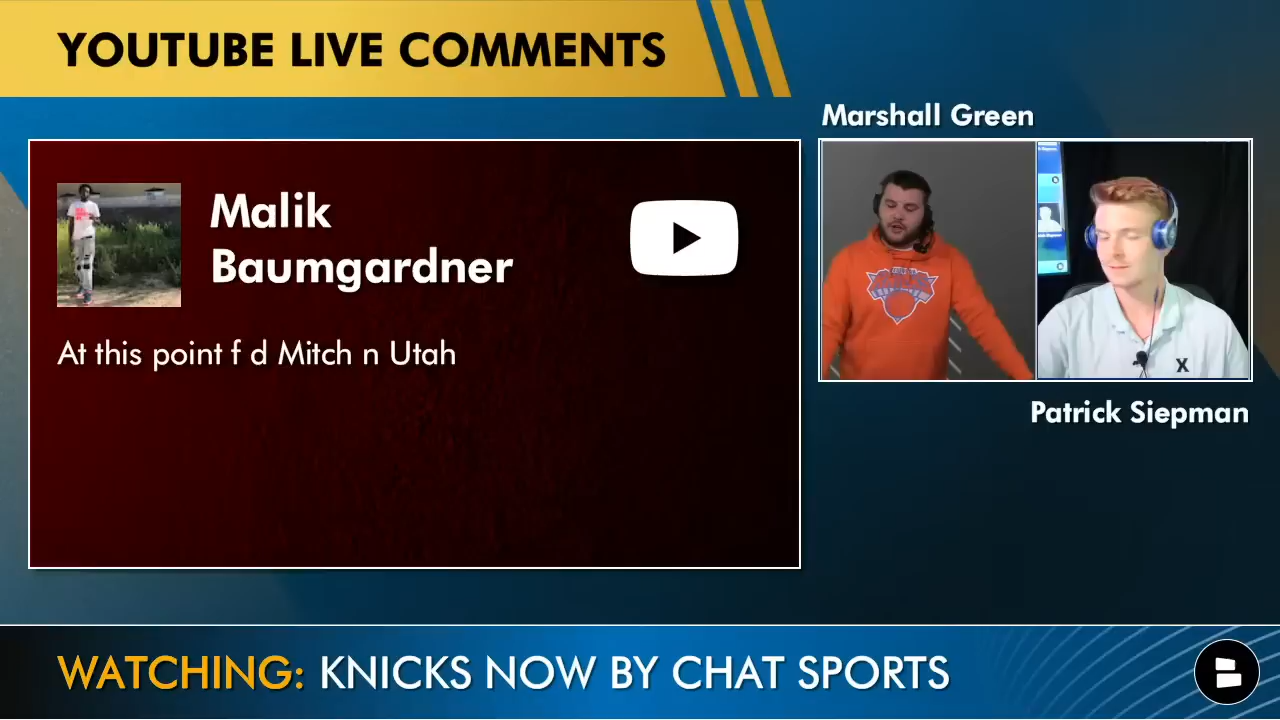 YOUTUBE LIVE COMMENTS
Marshall Green
Malik
Baumgardner
At this point f d Mitch n Utah
X
Patrick Siepman
WATCHING: KNICKS NOW BY CHAT SPORTS